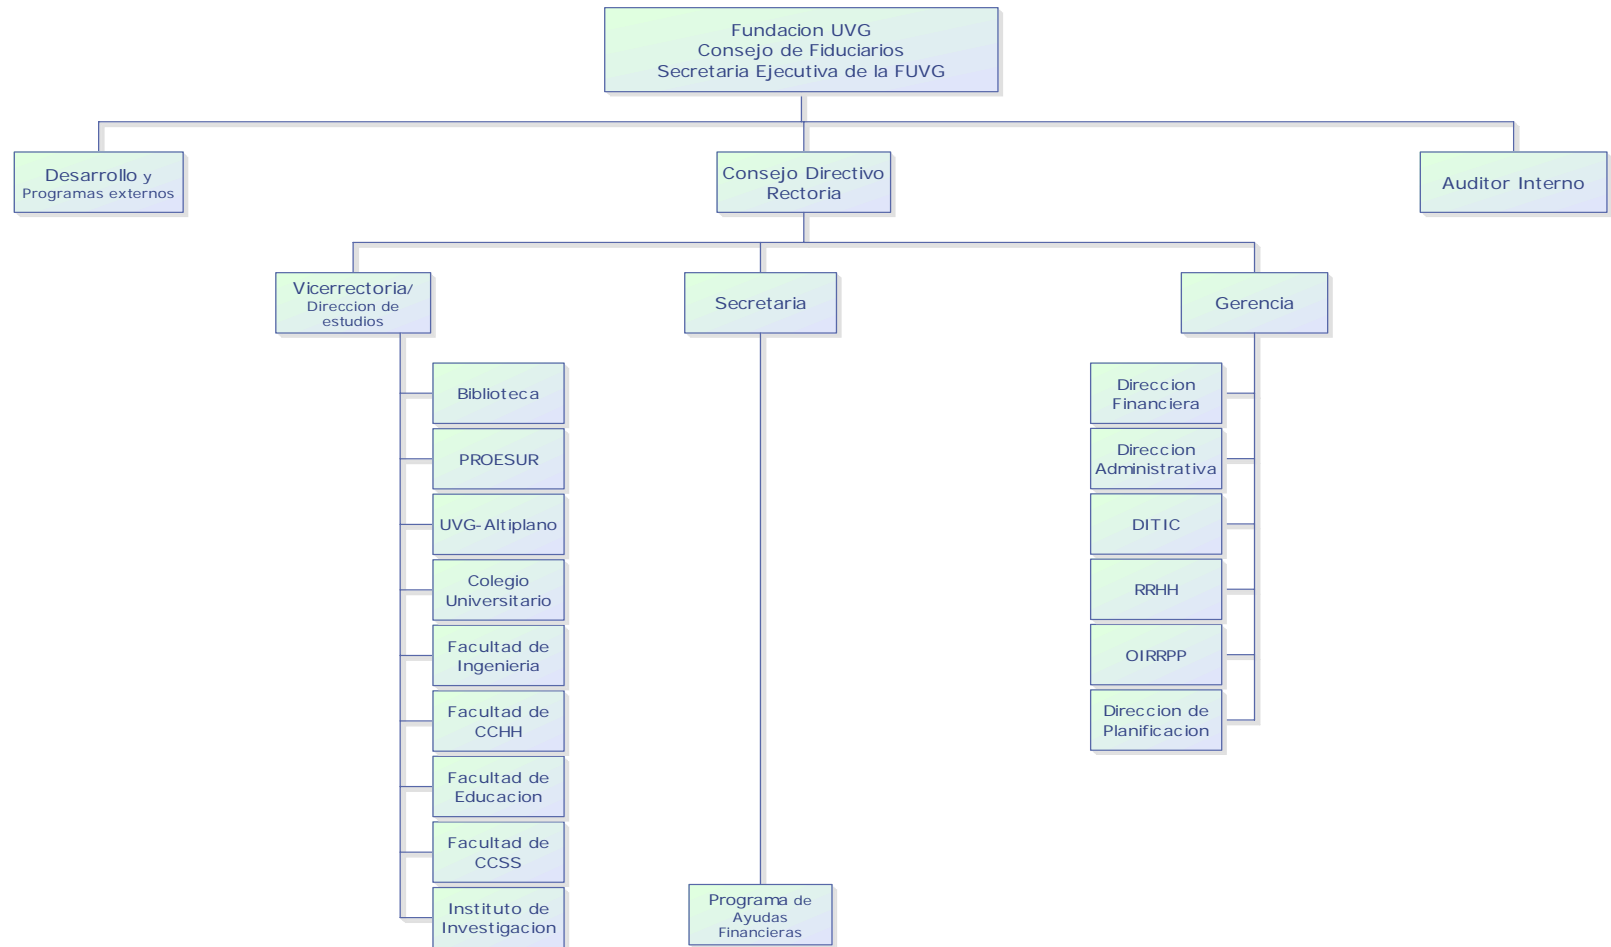 Fundacion UVG
Consejo de Fiduciarios
Secretaria Ejecutiva de la FUVG
Desarrollo y
Programas externos
Consejo Directivo
Rectoria
Auditor Interno
Vicerrectoria/
Direccion de
estudios
Secretaria
Gerencia
Biblioteca
PROESUR
UVG-Altiplano
Colegio
Universitario
Facultad de
Ingenieria
Facultad de
CCHH
Facultad de
Educacion
Facultad de
CCSS
Instituto de
Investigacion
Programa de
Ayudas
Financieras
Direccion
Financiera
Direccion
Administrativa
DITIC
RRHH
OIRRPP
Direccion de
Planificacion